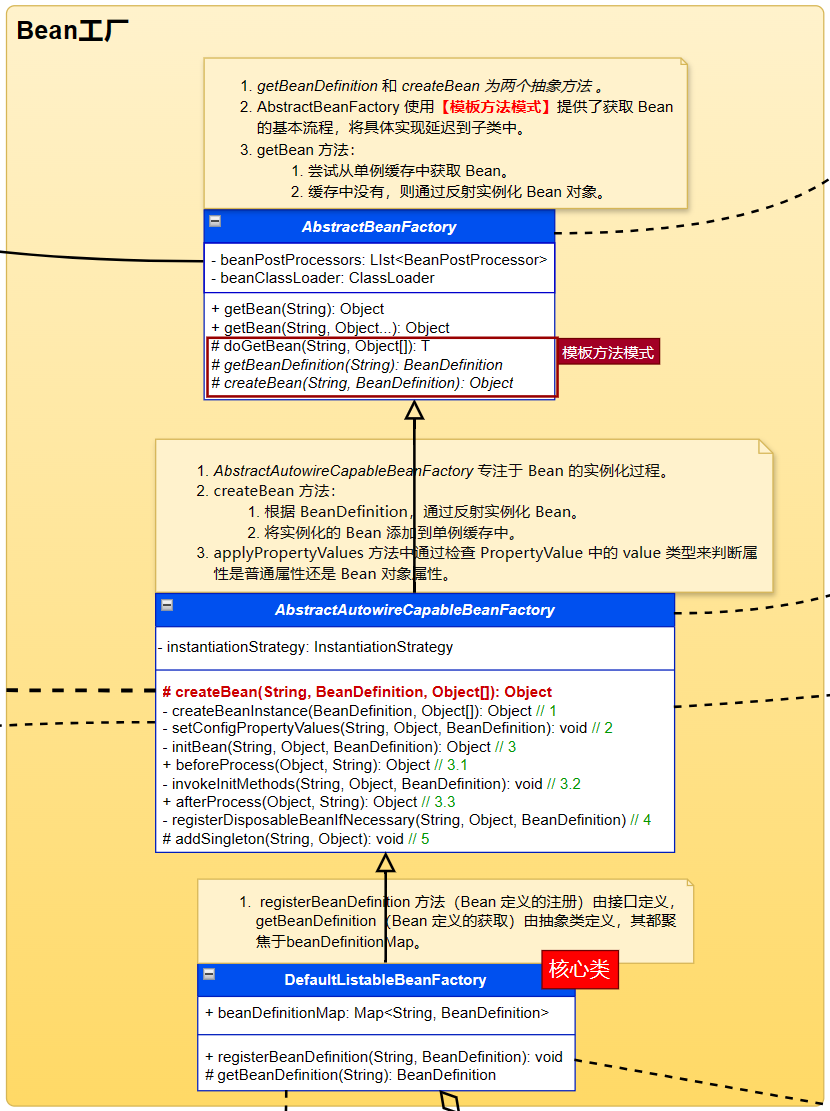 Bean工厂
1. getBeanDefinition 和 createBean 为两个抽象方法 。
2. AbstractBeanFactory 使用【模板方法模式】提供了获取 Bean
的基本流程，将具体实现延迟到子类中。
3. getBean 方法：
1. 尝试从单例缓存中获取 Bean。
2. 缓存中没有，则通过反射实例化 Bean 对象。
AbstractBeanFactory
- beanPostProcessors: LIst<BeanPostProcessor>
- beanClassLoader: ClassLoader
+ getBean(String): Object
+ getBean(String, Object...): Object
# doGetBean(String, Object[]): T
# getBeanDefinition(String): BeanDefinition
# createBean(String, BeanDefinition): Object
模板方法模式
1. AbstractAutowireCapableBeanFactory 专注于 Bean 的实例化过程。
2. createBean 方法：
1. 根据 BeanDefinition，通过反射实例化 Bean。
2. 将实例化的 Bean 添加到单例缓存中。
3. applyPropertyValues 方法中通过检查 PropertyValue 中的 value 类型来判断属
性是普通属性还是 Bean 对象属性。
AbstractAutowireCapableBeanFactory
- instantiationStrategy: InstantiationStrategy
# createBean(String, BeanDefinition, Object[]): Object
- createBeanInstance(BeanDefinition, Object[]): Object // 1
- setConfigPropertyValues(String, Object, BeanDefinition): void // 2
- initBean(String, Object, BeanDefinition): Object // 3
+ beforeProcess(Object, String): Object // 3.1
- invokeInitMethods(String, Object, BeanDefinition): void // 3.2
+ afterProcess(Object, String): Object // 3.3
- registerDisposableBeanIfNecessary(String, Object, BeanDefinition) // 4
# addSingleton(String, Object): void // 5
1. registerBeanDefinition 方法（Bean 定义的注册）由接口定义，
getBeanDefinition（Bean 定义的获取）由抽象类定义，其都聚
焦于beanDefinitionMap。
核心类
DefaultListableBeanFactory
+ beanDefinitionMap: Map<String, BeanDefinition>
+ registerBeanDefinition(String, BeanDefinition): void
# getBeanDefinition(String): BeanDefinition